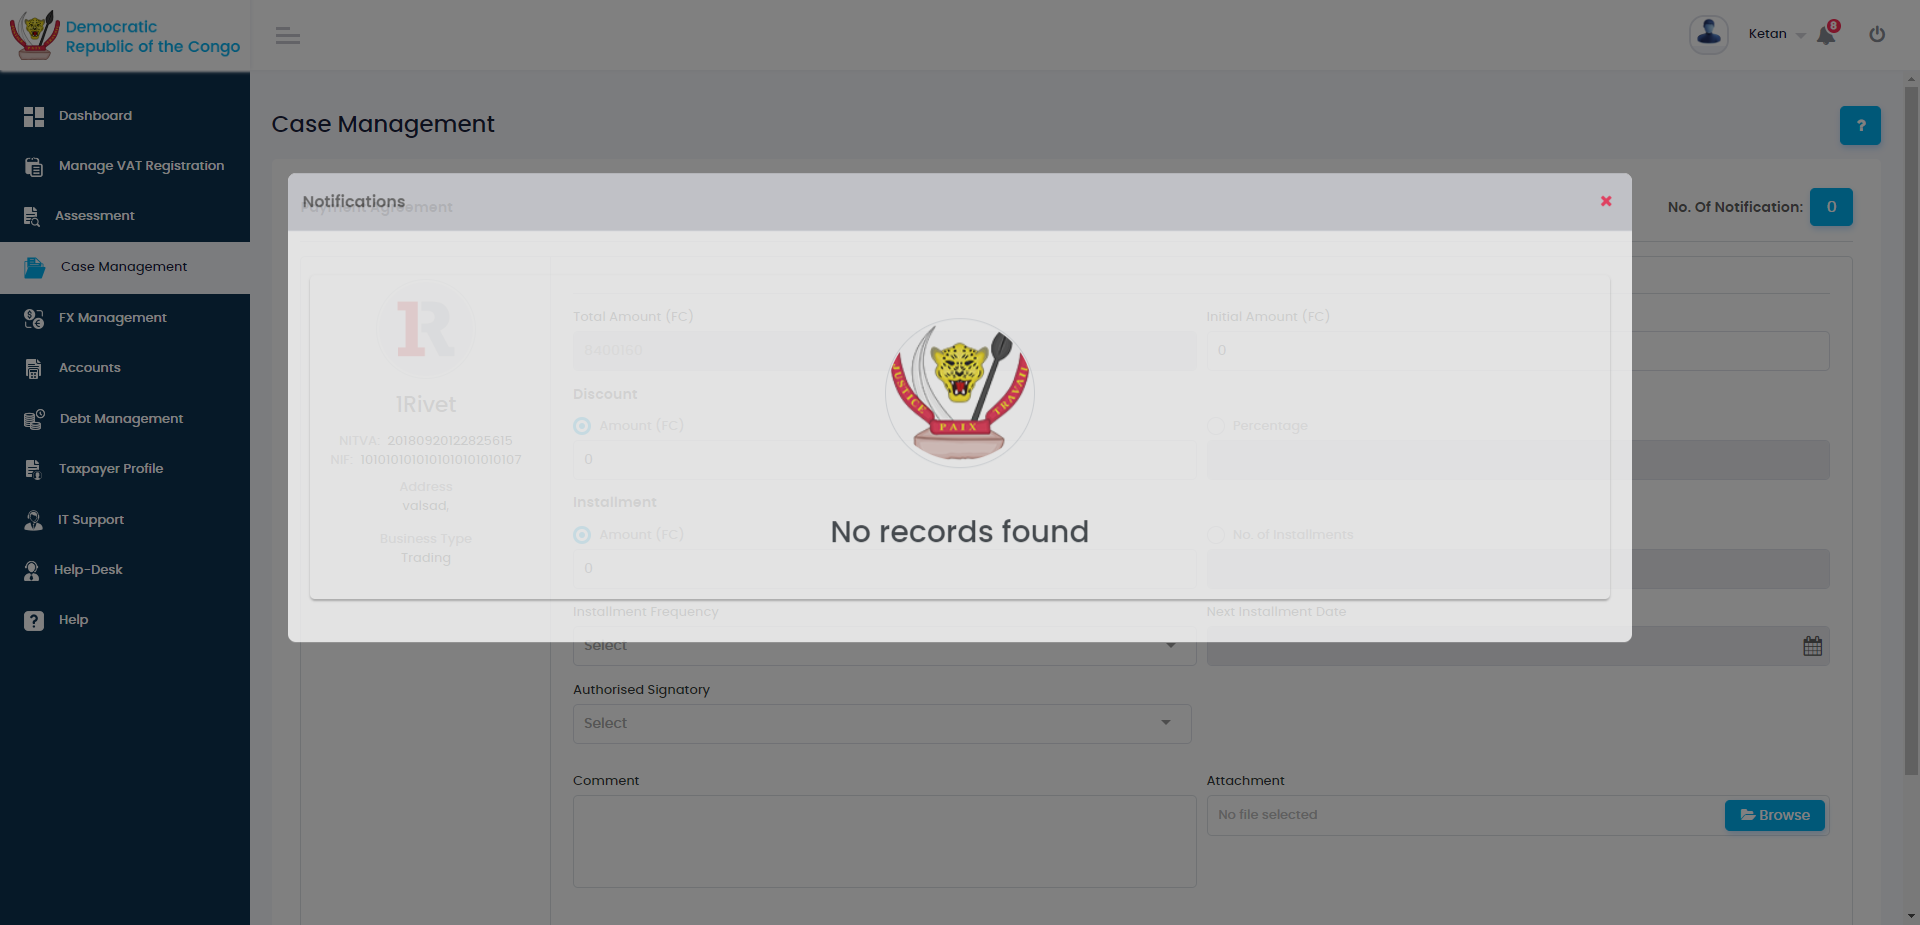 Democratic
Republic of the Congo
Ketan
8
Dashboard
Manage VAT Registration
Assessment
Case Management
FX Management
Accounts
Debt Management
Taxpayer Profile
IT Support
Help-Desk
Help
Case Management
?
Notifications
Payment Agreement
No. Of Notification: 0
1R
1Rivet
NITVA: 20180920122825615
NIF: 
Address
valsad,
Business Type
Trading
Total Amount (FC)
8400160
Initial Amount (FC)
0
Discount
Amount (FC)
0
Percentage
Installment
Amount (FC)
0
No. of Installments
JUSTICE
PAIX
TRAVAIL
No records found
Installment Frequency
Select
Next Installment Date
Authorised Signatory
Select
Comment
Attachment
No file selected
Browse